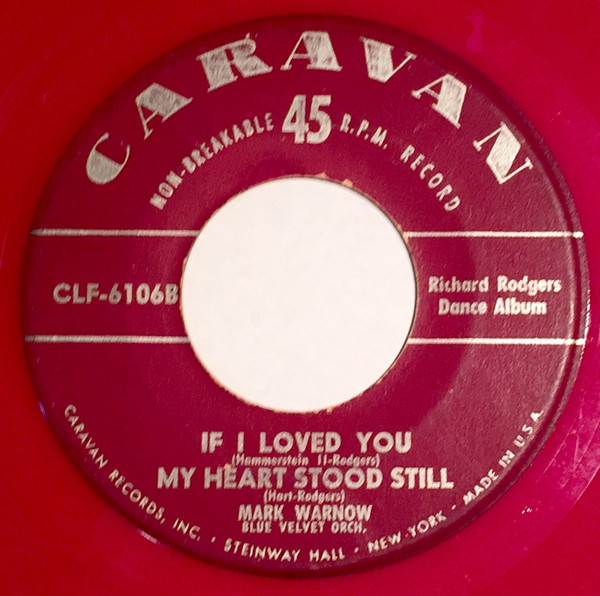 CARAVAN
NON-BREAKABLE 45 R.P.M. RECORD
CLF-6106B
Richard Rodgers
Dance Album
IF I LOVED YOU
(Hammerstein II-Rodgers)
MY HEART STOOD STILL
(Hart-Rodgers)
MARK WARNOW
BLUE VELVET ORCH.
CARAVAN RECORDS, INC. · STEINWAY HALL · NEW YORK · MADE IN U.S.A.